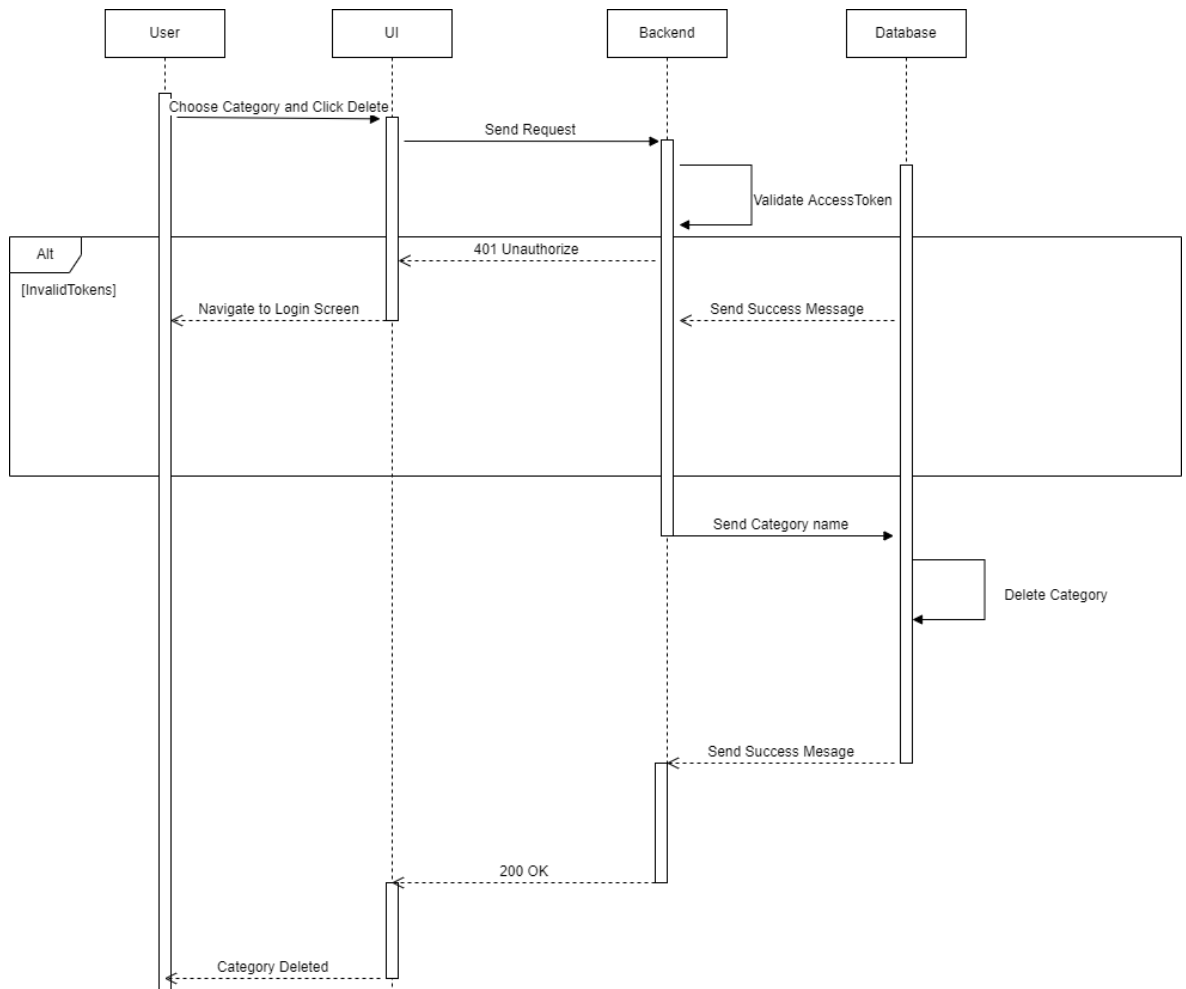 User
UI
Backend
Database
Choose Category and Click Delete
Send Request
Validate AccessToken
Alt
401 Unauthorize
[InvalidTokens]
Navigate to Login Screen
Send Success Message
Send Category name
Delete Category
Send Success Mesage
200 OK
Category Deleted